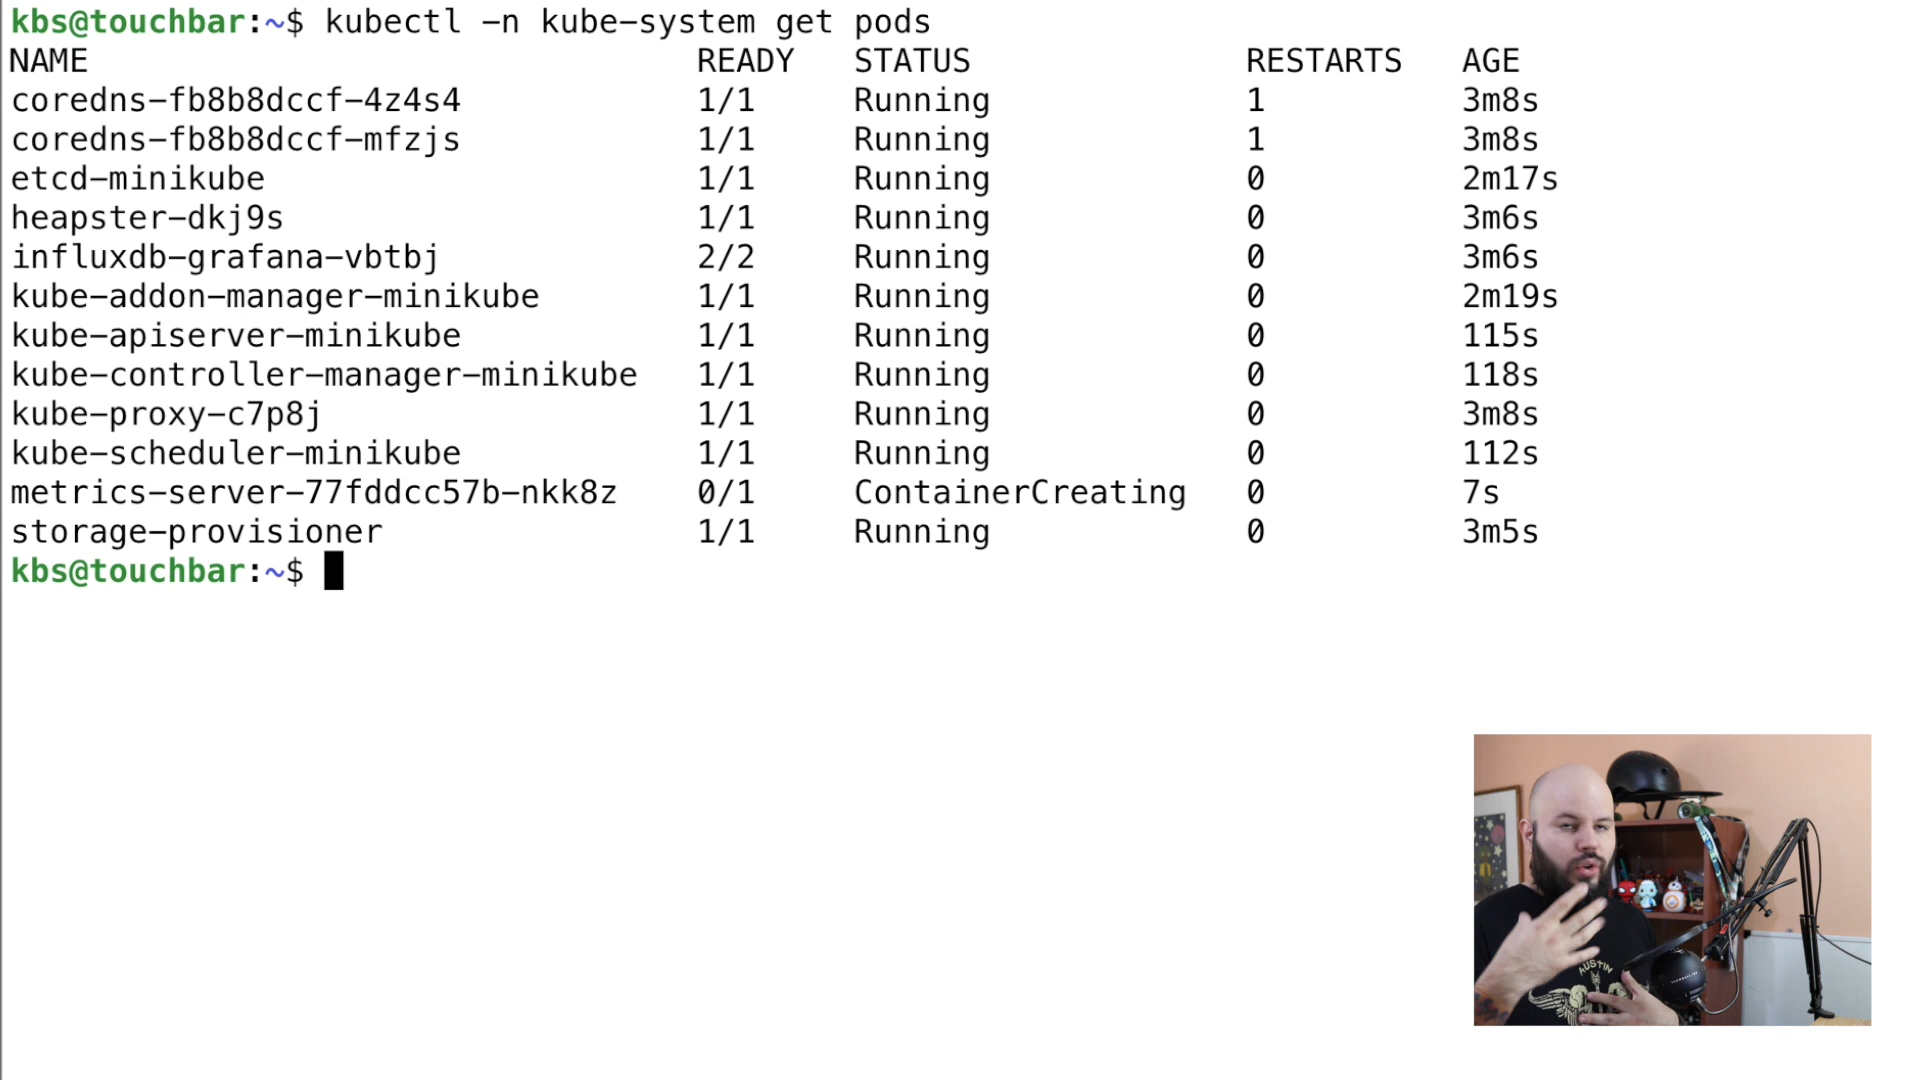 kbs@touchbar:~$ kubectl -n kube-system get pods
NAME READY STATUS RESTARTS AGE
coredns-fb8b8dccf-4z4s4 1/1 Running 1 3m8s
coredns-fb8b8dccf-mfzjs 1/1 Running 1 3m8s
etcd-minikube 1/1 Running 0 2m17s
heapster-dkj9s 1/1 Running 0 3m6s
influxdb-grafana-vbtbj 2/2 Running 0 3m6s
kube-addon-manager-minikube 1/1 Running 0 2m19s
kube-apiserver-minikube 1/1 Running 0 115s
kube-controller-manager-minikube 1/1 Running 0 118s
kube-proxy-c7p8j 1/1 Running 0 3m8s
kube-scheduler-minikube 1/1 Running 0 112s
metrics-server-77fddcc57b-nkk8z 0/1 ContainerCreating 0 7s
storage-provisioner 1/1 Running 0 3m5s
kbs@touchbar:~$
AUSTIN